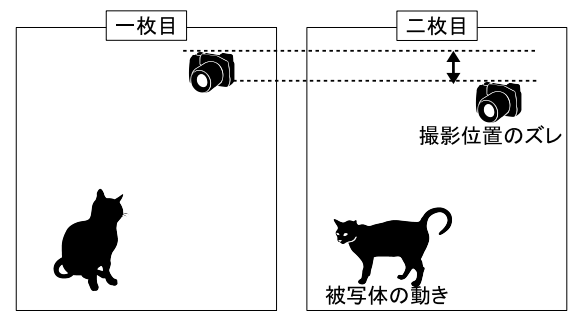 一枚目
二枚目
撮影位置のズレ
被写体の動き